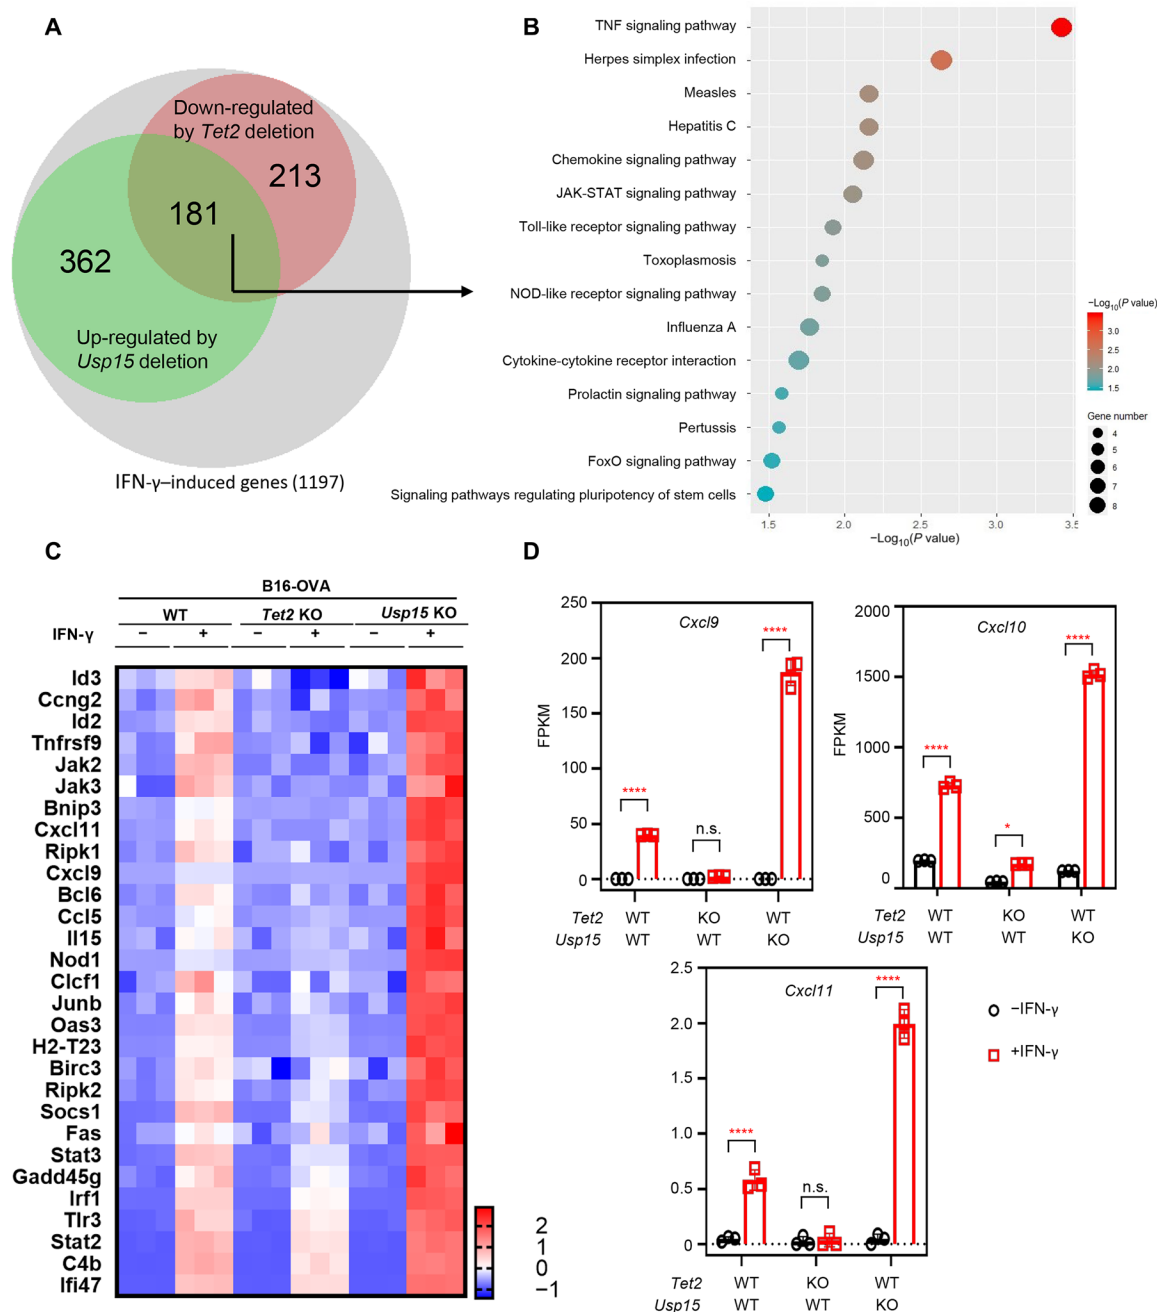 A
Down-regulated
by Tet2 deletion
213
181
362
Up-regulated by
Usp15 deletion
IFN-γ–induced genes (1197)
B
TNF signaling pathway
Herpes simplex infection
Measles
Hepatitis C
Chemokine signaling pathway
JAK-STAT signaling pathway
Toll-like receptor signaling pathway
Toxoplasmosis
NOD-like receptor signaling pathway
Influenza A
Cytokine-cytokine receptor interaction
Prolactin signaling pathway
Pertussis
FoxO signaling pathway
Signaling pathways regulating pluripotency of stem cells
1.5 2.0 2.5 3.0 3.5
−Log10(P value)
−Log10(P value)
3.0
2.5
2.0
1.5
Gene number
4
5
6
7
8
C
B16-OVA
WT Tet2 KO Usp15 KO
IFN-γ − + − + − +
Id3
Ccng2
Id2
Tnfrsf9
Jak2
Jak3
Bnip3
Cxcl11
Ripk1
Cxcl9
Bcl6
Ccl5
Il15
Nod1
Clcf1
Junb
Oas3
H2-T23
Birc3
Ripk2
Socs1
Fas
Stat3
Gadd45g
Irf1
Tlr3
Stat2
C4b
Ifi47
2
1
0
−1
D
Cxcl9
FPKM
250
200
150
100
50
0
**** n.s. ****
Tet2 WT KO WT
Usp15 WT WT KO
Cxcl10
FPKM
2000
1500
1000
500
0
**** * ****
Tet2 WT KO WT
Usp15 WT WT KO
Cxcl11
2.5
2.0
1.5
1.0
0.5
0
**** n.s. ****
Tet2 WT KO WT
Usp15 WT WT KO
−IFN-γ
+IFN-γ